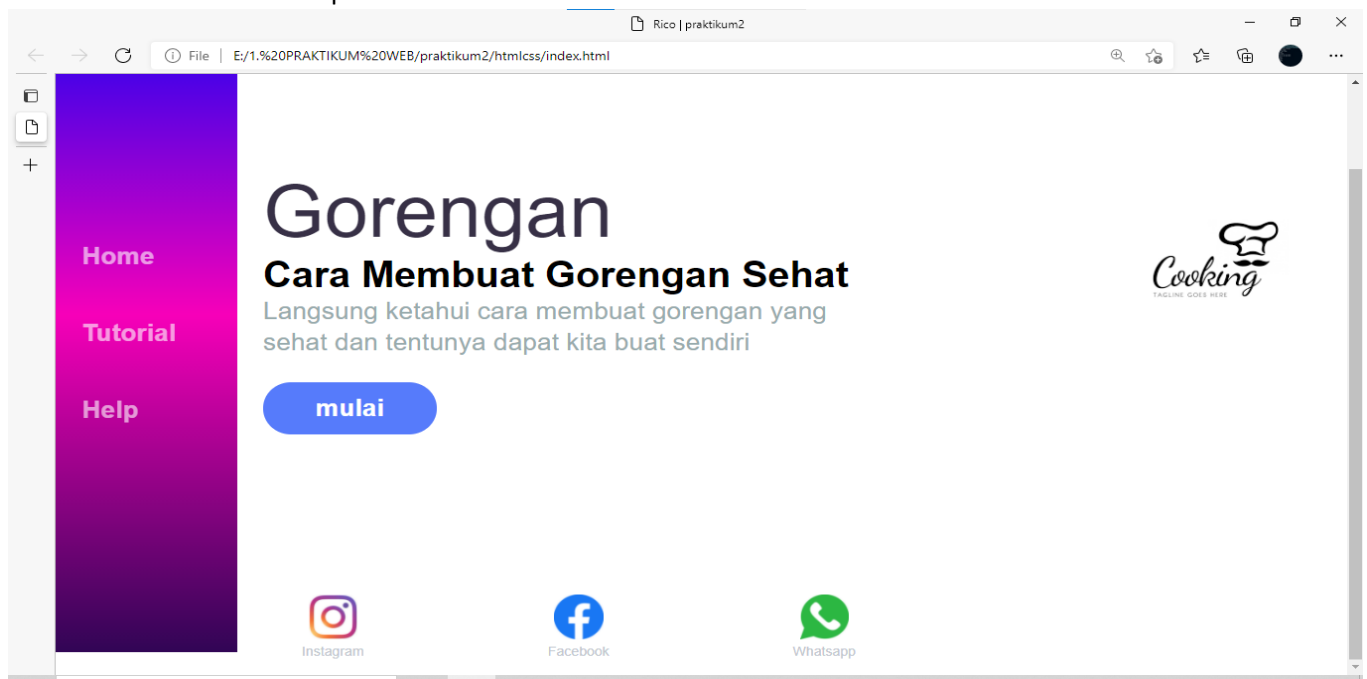 Rico | praktikum2
File | E:/1.%20PRAKTIKUM%20WEB/praktikum2/htmlcss/index.html
Home
Tutorial
Help
Gorengan
Cara Membuat Gorengan Sehat
Langsung ketahui cara membuat gorengan yang
sehat dan tentunya dapat kita buat sendiri
mulai
Cooking
TAGLINE GOES HERE
Instagram
Facebook
Whatsapp